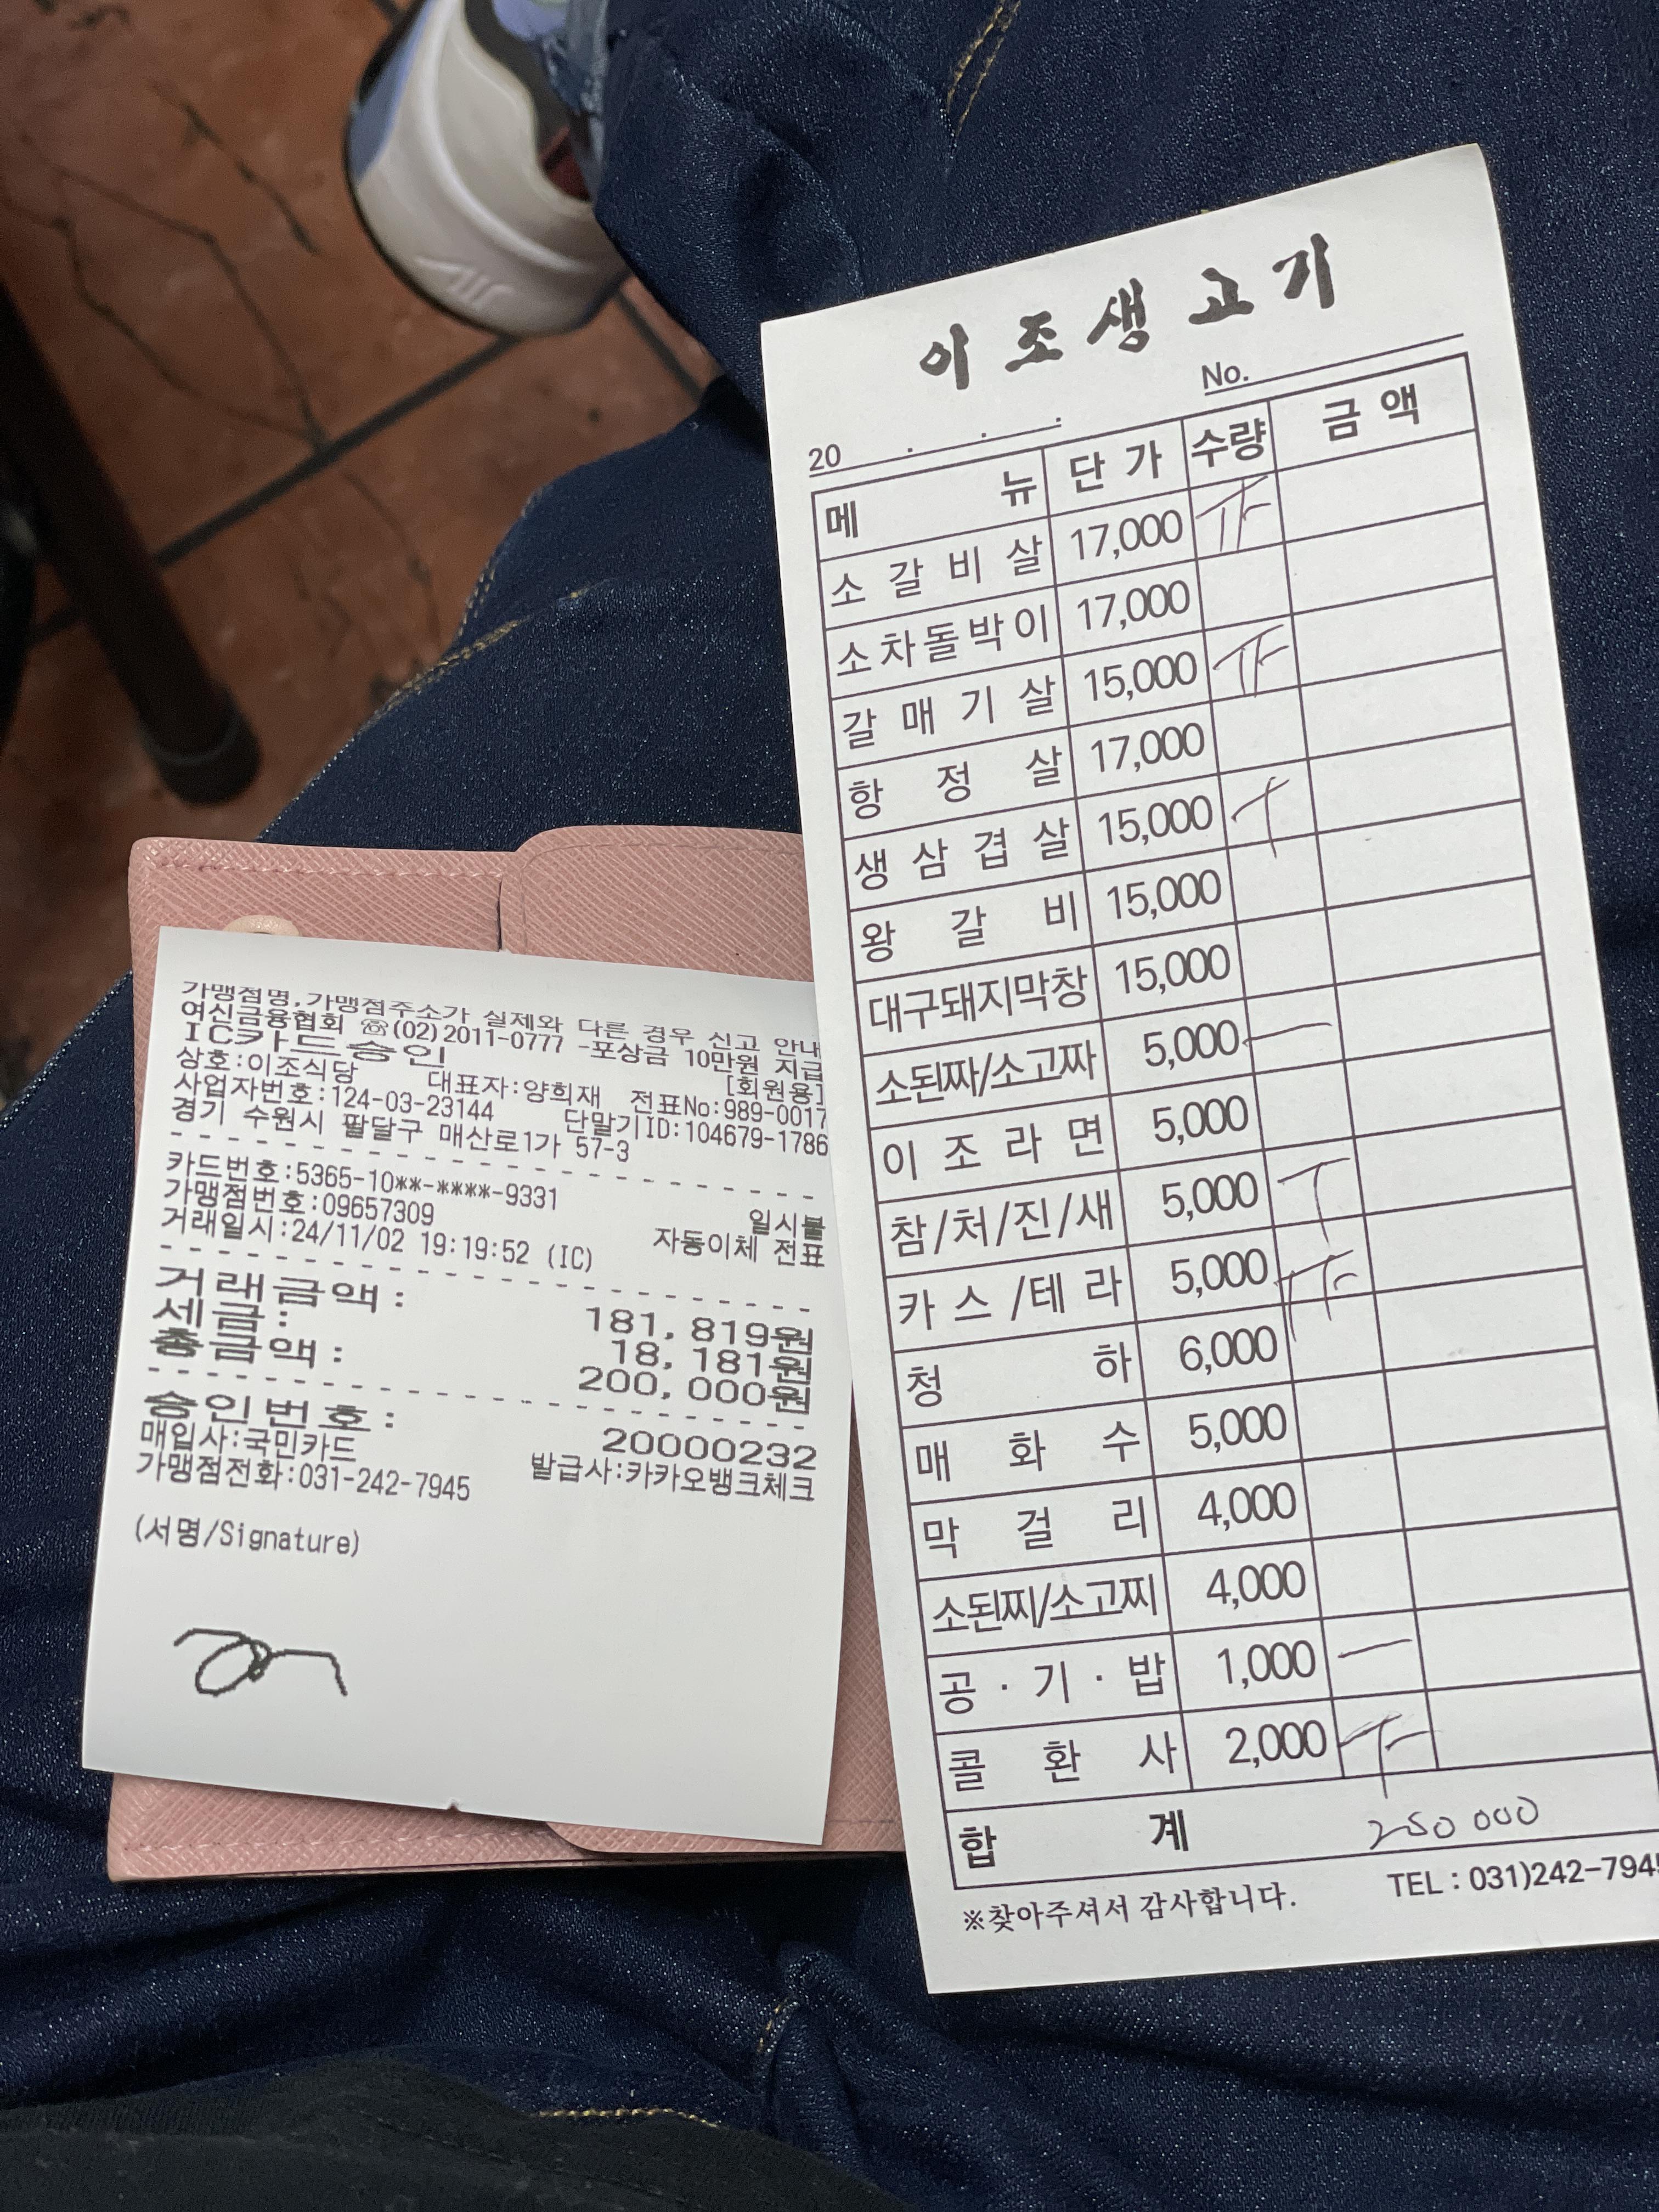 가맹점명,가맹점주소가 실제와 다른 경우 신고 안내
여신금융협회 ☏(02)2011-0777 -포상금 10만원 지급
IC카드승인 [회원용]
상호:이조식당 대표자:양희재 전표No:989-0017
사업자번호:124-03-23144 단말기ID:104679-1786
경기 수원시 팔달구 매산로1가 57-3
카드번호:5365-10**-****-9331 일시불
가맹점번호:09657309 자동이체 전표
거래일시:24/11/02 19:19:52 (IC)
거래금액: 181,819원
세금: 18,181원
총금액: 200,000원
승인번호: 20000232
매입사:국민카드 발급사:카카오뱅크체크
가맹점전화:031-242-7945
(서명/Signature)
이조생고기
No.
20 . . .
메뉴 단가 수량 금액
소갈비살 17,000
소차돌박이 17,000
갈매기살 15,000
항정살 17,000
생삼겹살 15,000
왕갈비 15,000
대구돼지막창 15,000
소된짜/소고짜 5,000 一
이조라면 5,000
참/처/진/새 5,000
카스/테라 5,000
청하 6,000
매화수 5,000
막걸리 4,000
소된찌/소고찌 4,000
공·기·밥 1,000 一
콜환사 2,000
합계
※찾아주셔서 감사합니다. TEL : 031)242-794